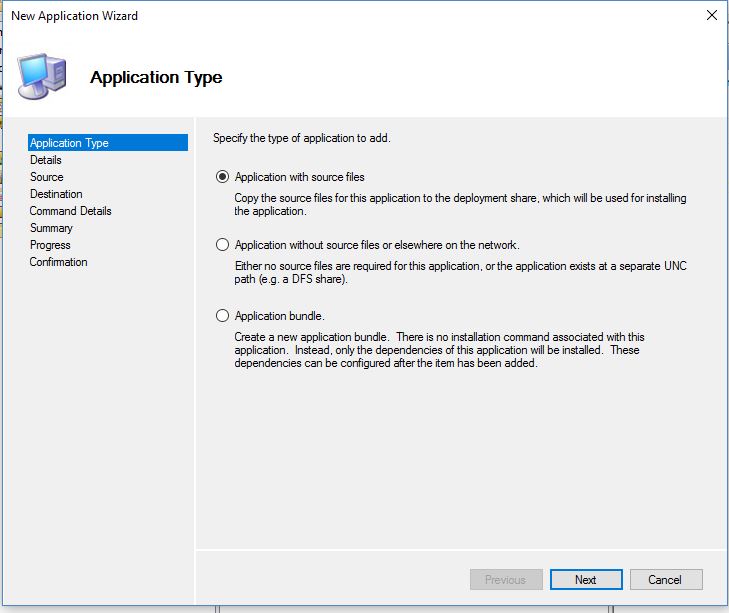 New Application Wizard
Application Type
Application Type
Details
Source
Destination
Command Details
Summary
Progress
Confirmation
Specify the type of application to add.
Application with source files
Copy the source files for this application to the deployment share, which will be used for installing
the application.
Application without source files or elsewhere on the network.
Either no source files are required for this application, or the application exists at a separate UNC
path (e.g. a DFS share).
Application bundle.
Create a new application bundle.  There is no installation command associated with this
application.  Instead, only the dependencies of this application will be installed.  These
dependencies can be configured after the item has been added.
Previous
Next
Cancel